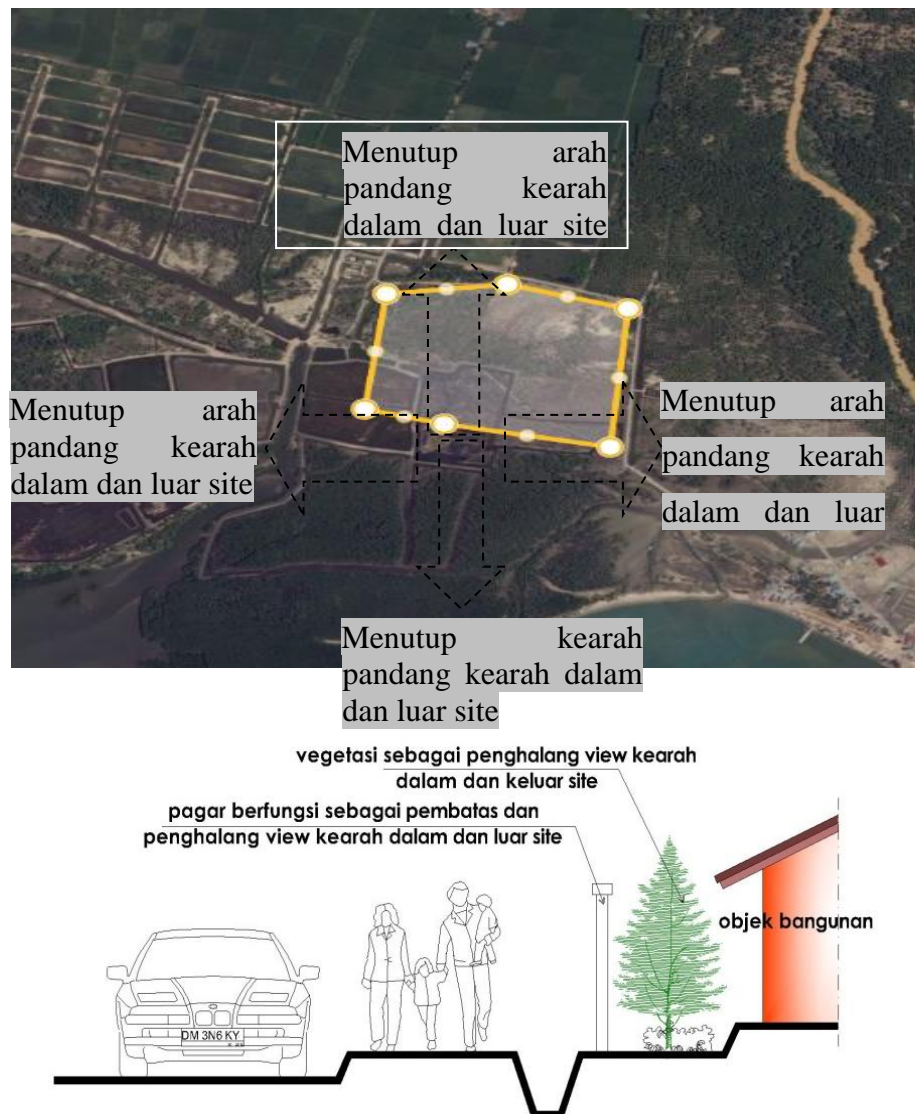 Menutup arah
pandang kearah
dalam dan luar site
Menutup arah
pandang kearah
dalam dan luar site
Menutup arah
pandang kearah
dalam dan luar
Menutup kearah
pandang kearah dalam
dan luar site
vegetasi sebagai penghalang view kearah
dalam dan keluar site
pagar berfungsi sebagai pembatas dan
penghalang view kearah dalam dan luar site
objek bangunan
DM 3N6 KY